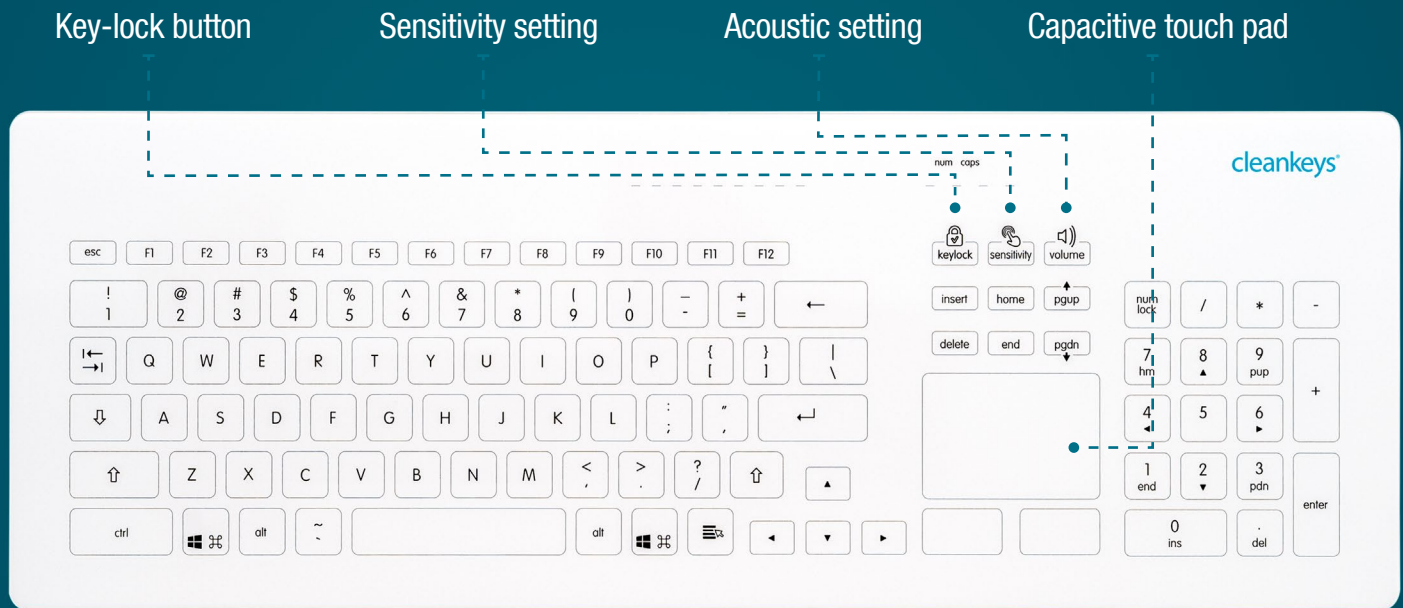 Key-lock button Sensitivity setting Acoustic setting Capacitive touch pad
num caps
cleankeys®
keylock sensitivity volume
esc F1 F2 F3 F4 F5 F6 F7 F8 F9 F10 F11 F12
insert home pgup
! @ # $ % ^ & * ( ) _ +
1 2 3 4 5 6 7 8 9 0 - = ←
num lock / * -
delete end pgdn
Q W E R T Y U I O P { } |
[ ] \
7 8 9
hm ▲ pup
+
A S D F G H J K L : "
; ,
4 5 6
◄ ►
Z X C V B N M < > ?
, . /
1 2 3
end ▼ pdn
enter
ctrl ⌘ alt ~ alt ⌘
`
0 .
ins del